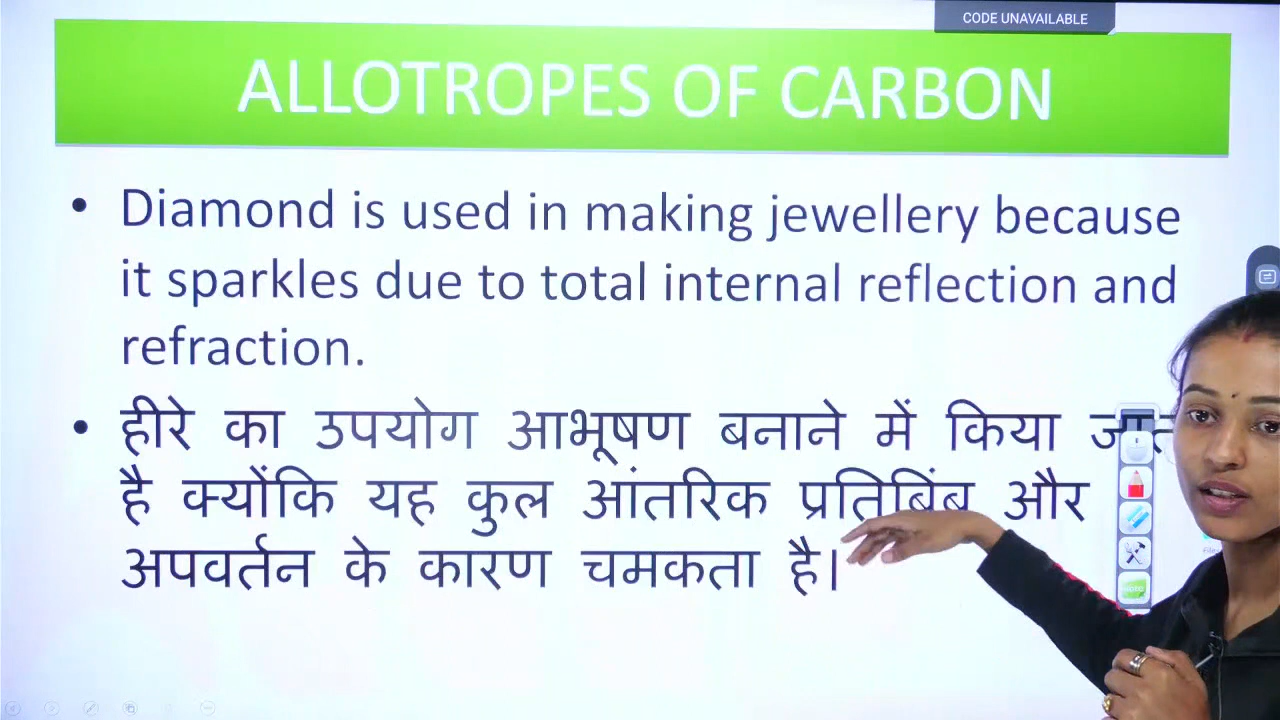 CODE UNAVAILABLE
ALLOTROPES OF CARBON
• Diamond is used in making jewellery because
it sparkles due to total internal reflection and
refraction.
• हीरे का उपयोग आभूषण बनाने में किया
है क्योंकि यह कुल आंतरिक प्रतिबिंब और
अपवर्तन के कारण चमकता है।